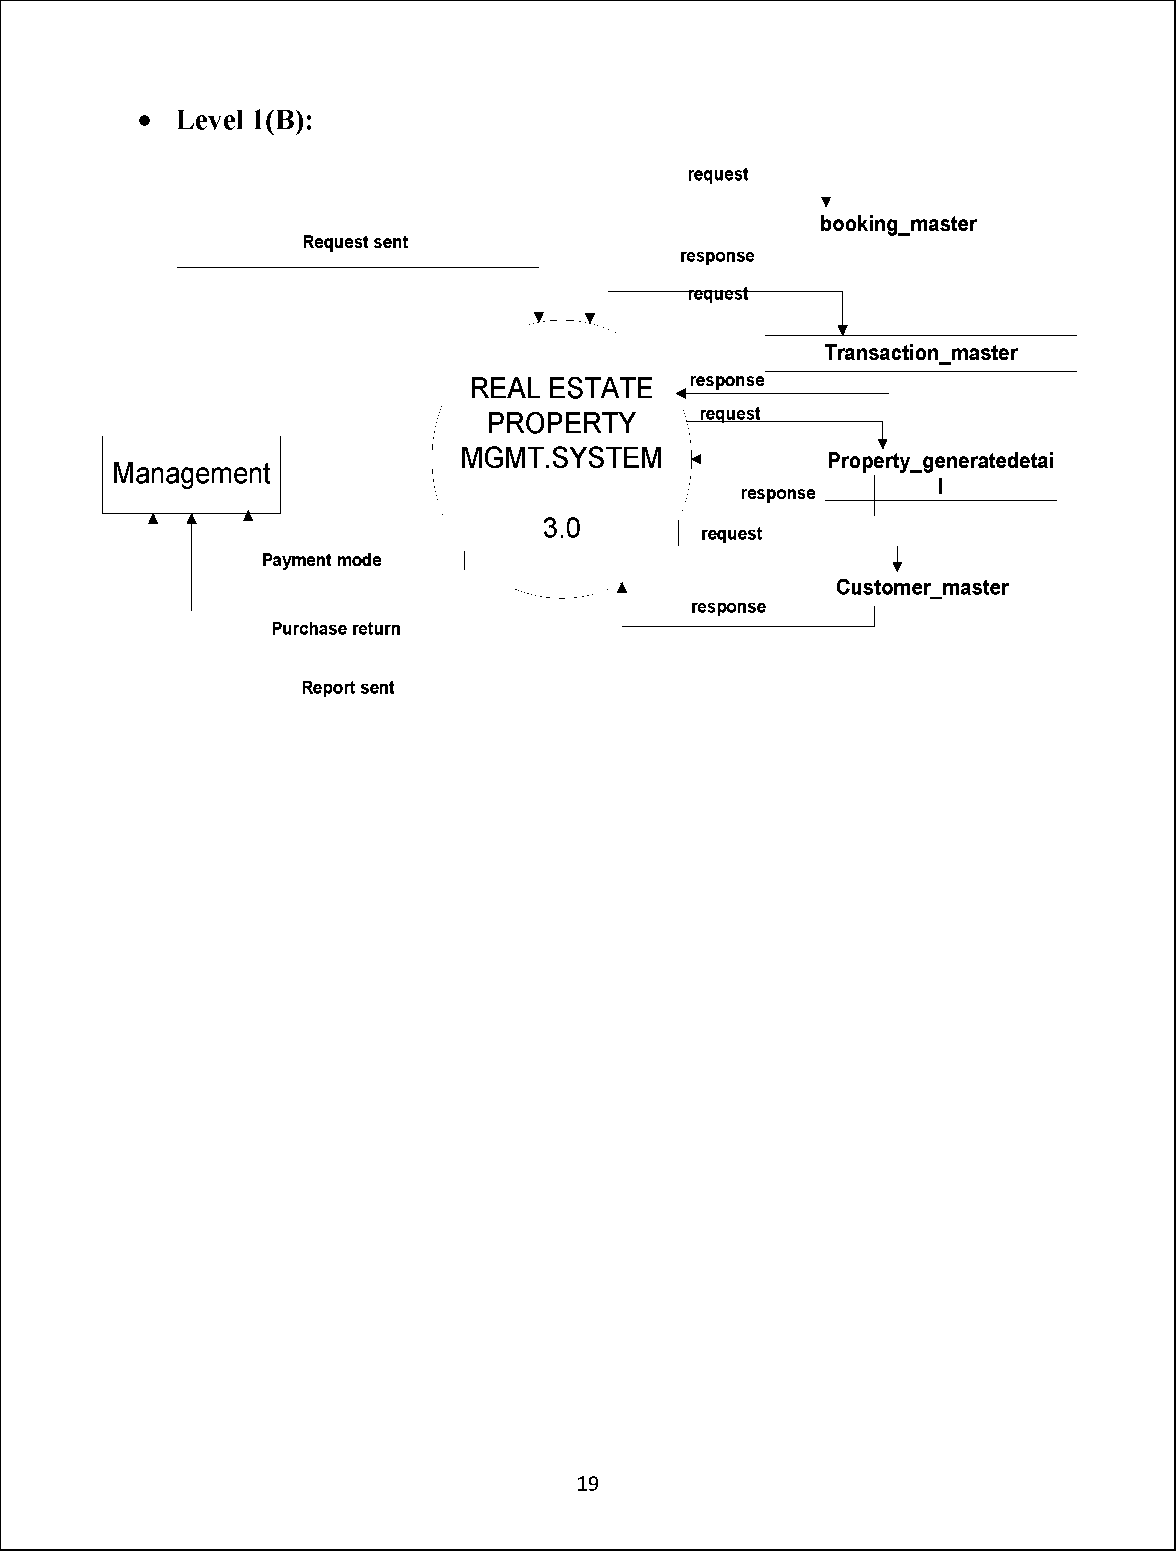 • Level 1(B):
request
booking_master
Request sent
response
request
Transaction_master
response
REAL ESTATE
PROPERTY
MGMT.SYSTEM
3.0
request
Management
Property_generatedetai
l
response
request
Payment mode
Customer_master
response
Purchase return
Report sent
19